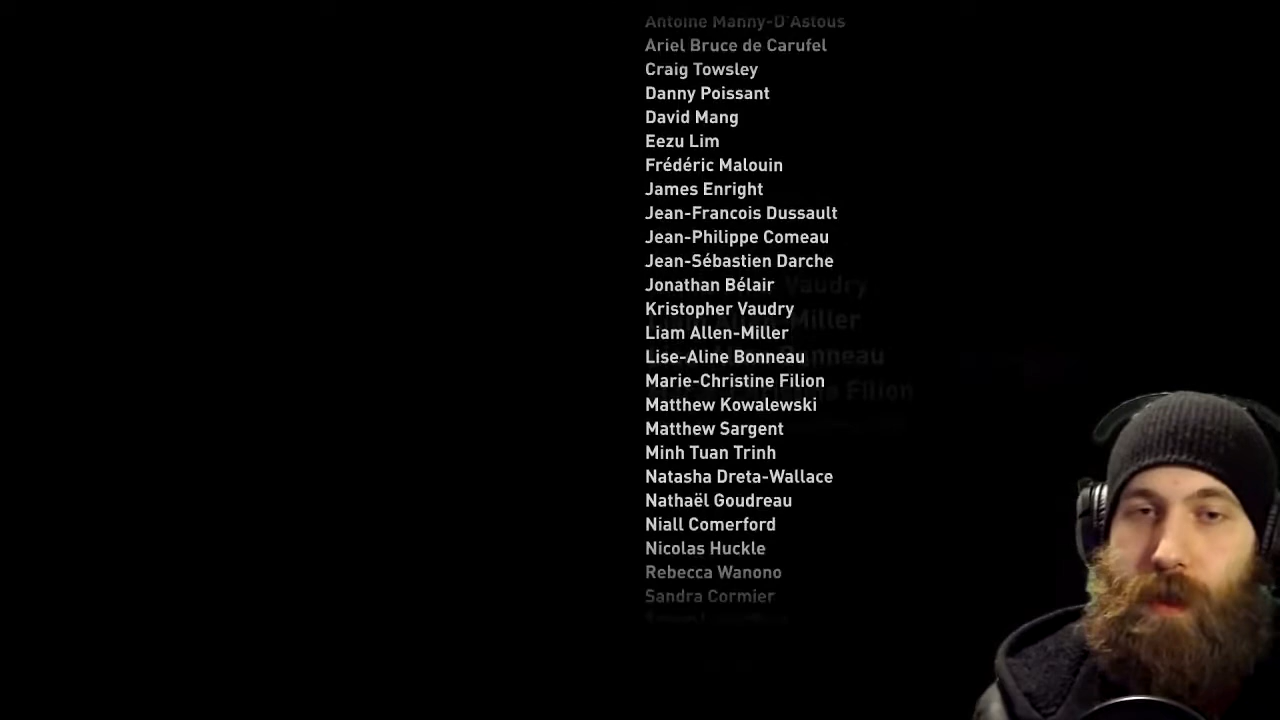 Antoine Manny-D'Astous
Ariel Bruce de Carufel
Craig Towsley
Danny Poissant
David Mang
Eezu Lim
Frédéric Malouin
James Enright
Jean-Francois Dussault
Jean-Philippe Comeau
Jean-Sébastien Darche
Jonathan Bélair
Kristopher Vaudry
Liam Allen-Miller
Lise-Aline Bonneau
Marie-Christine Filion
Matthew Kowalewski
Matthew Sargent
Minh Tuan Trinh
Natasha Dreta-Wallace
Nathaël Goudreau
Niall Comerford
Nicolas Huckle
Rebecca Wanono
Sandra Cormier